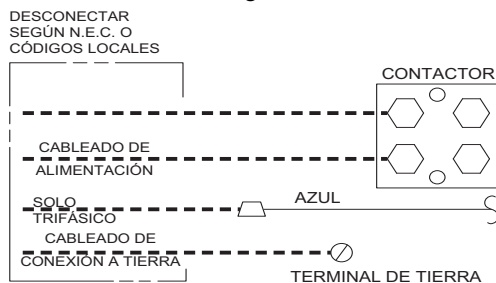 DESCONECTAR
SEGÚN N.E.C. O
CÓDIGOS LOCALES
CONTACTOR
CABLEADO DE
ALIMENTACIÓN
SOLO
TRIFÁSICO
AZUL
CABLEADO DE
CONEXIÓN A TIERRA
TERMINAL DE TIERRA